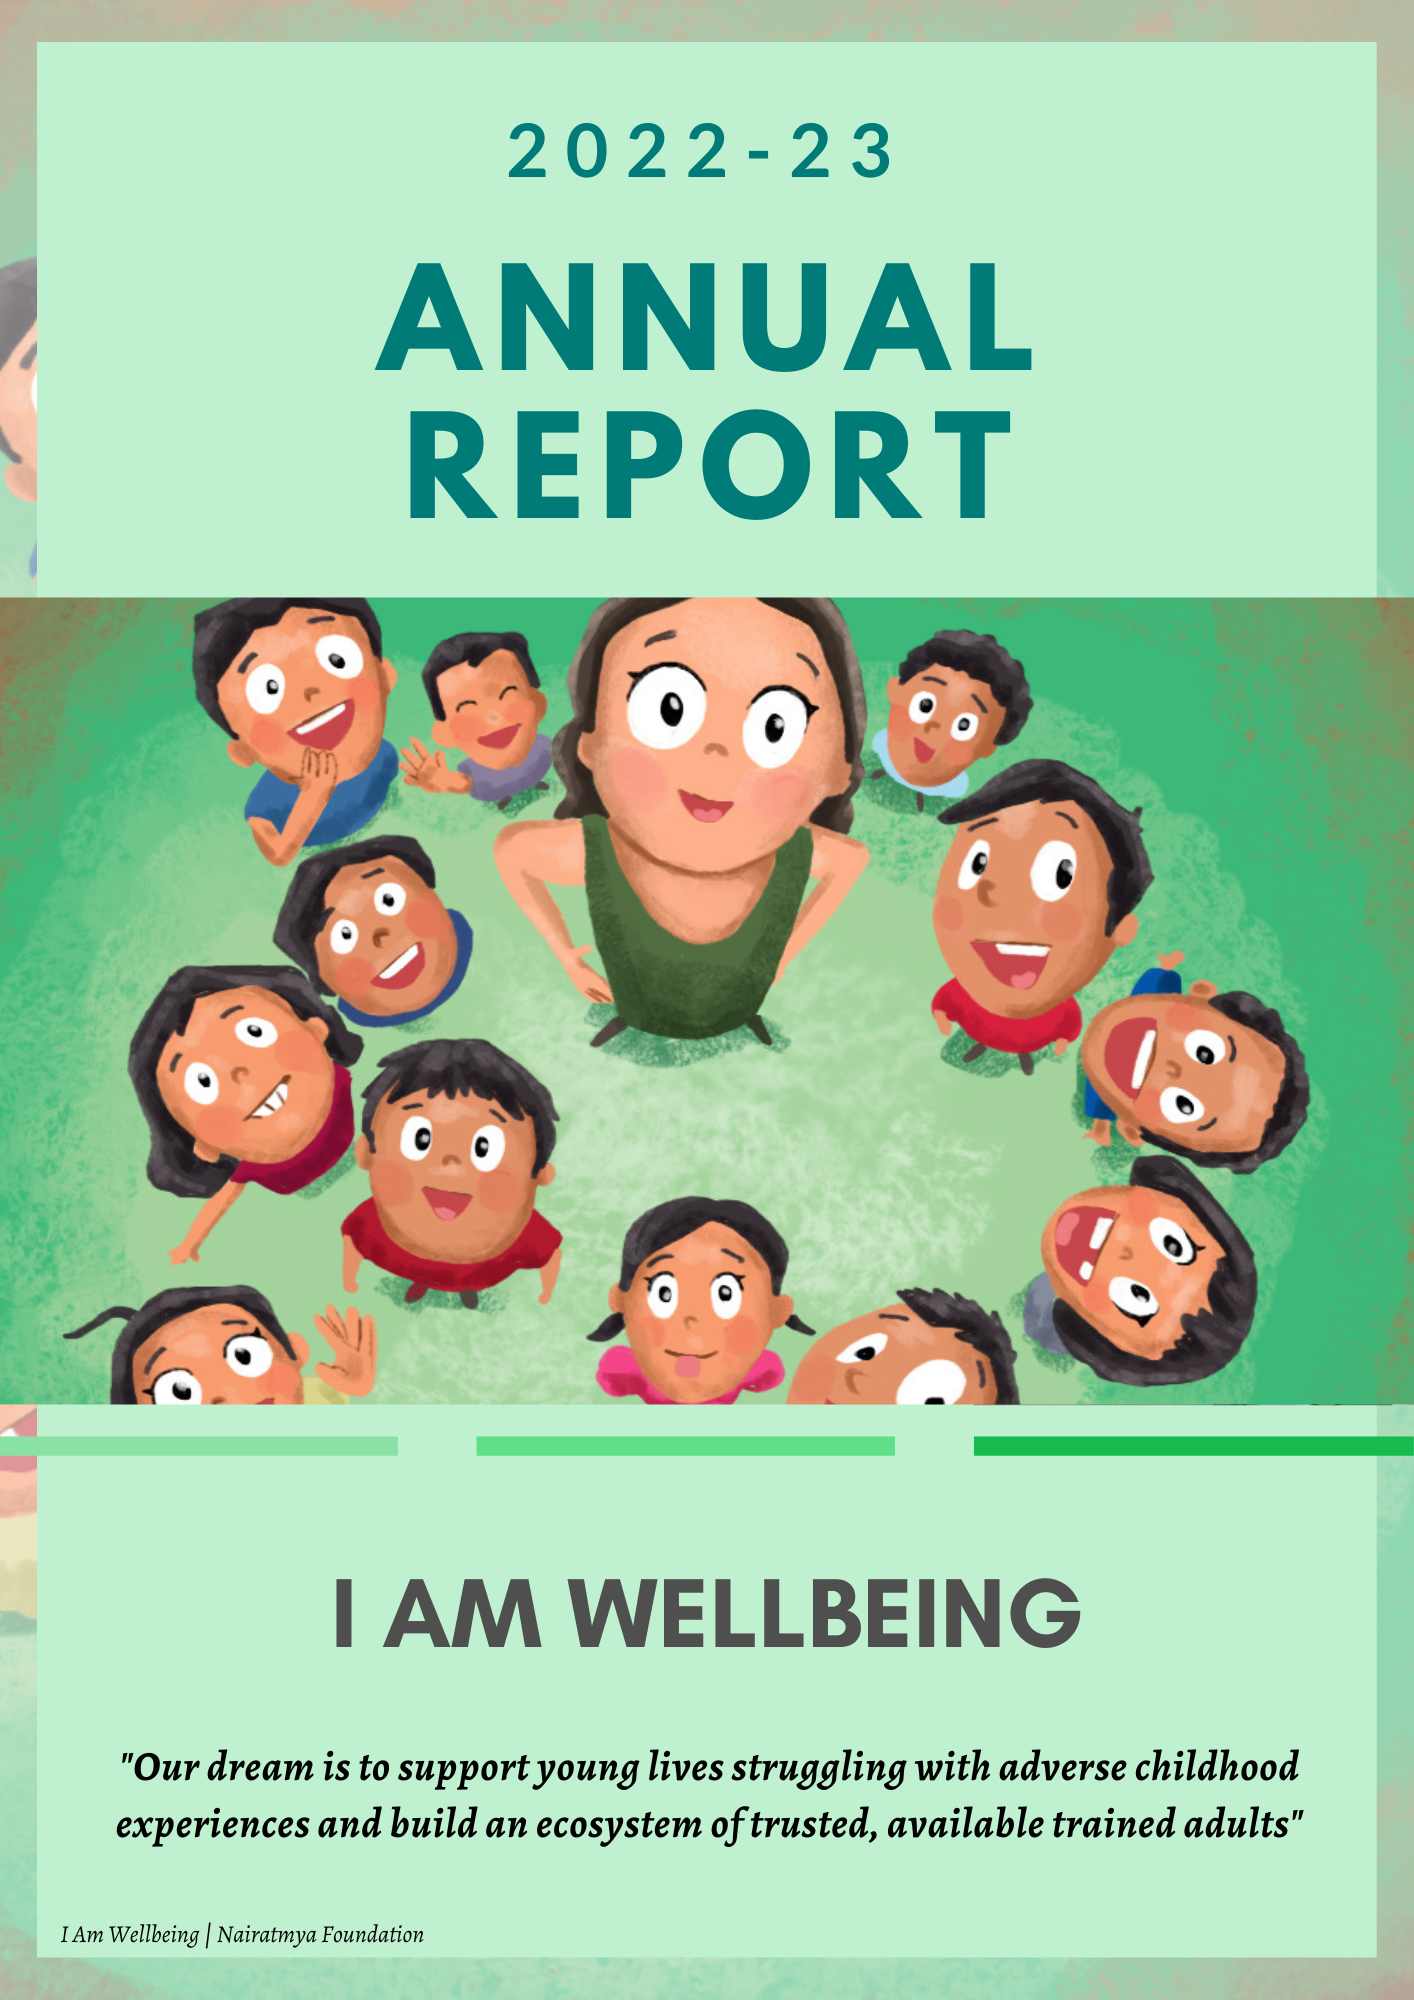 2022-23
ANNUAL
REPORT
I AM WELLBEING
"Our dream is to support young lives struggling with adverse childhood
experiences and build an ecosystem of trusted, available trained adults"
I Am Wellbeing | Nairatmya Foundation